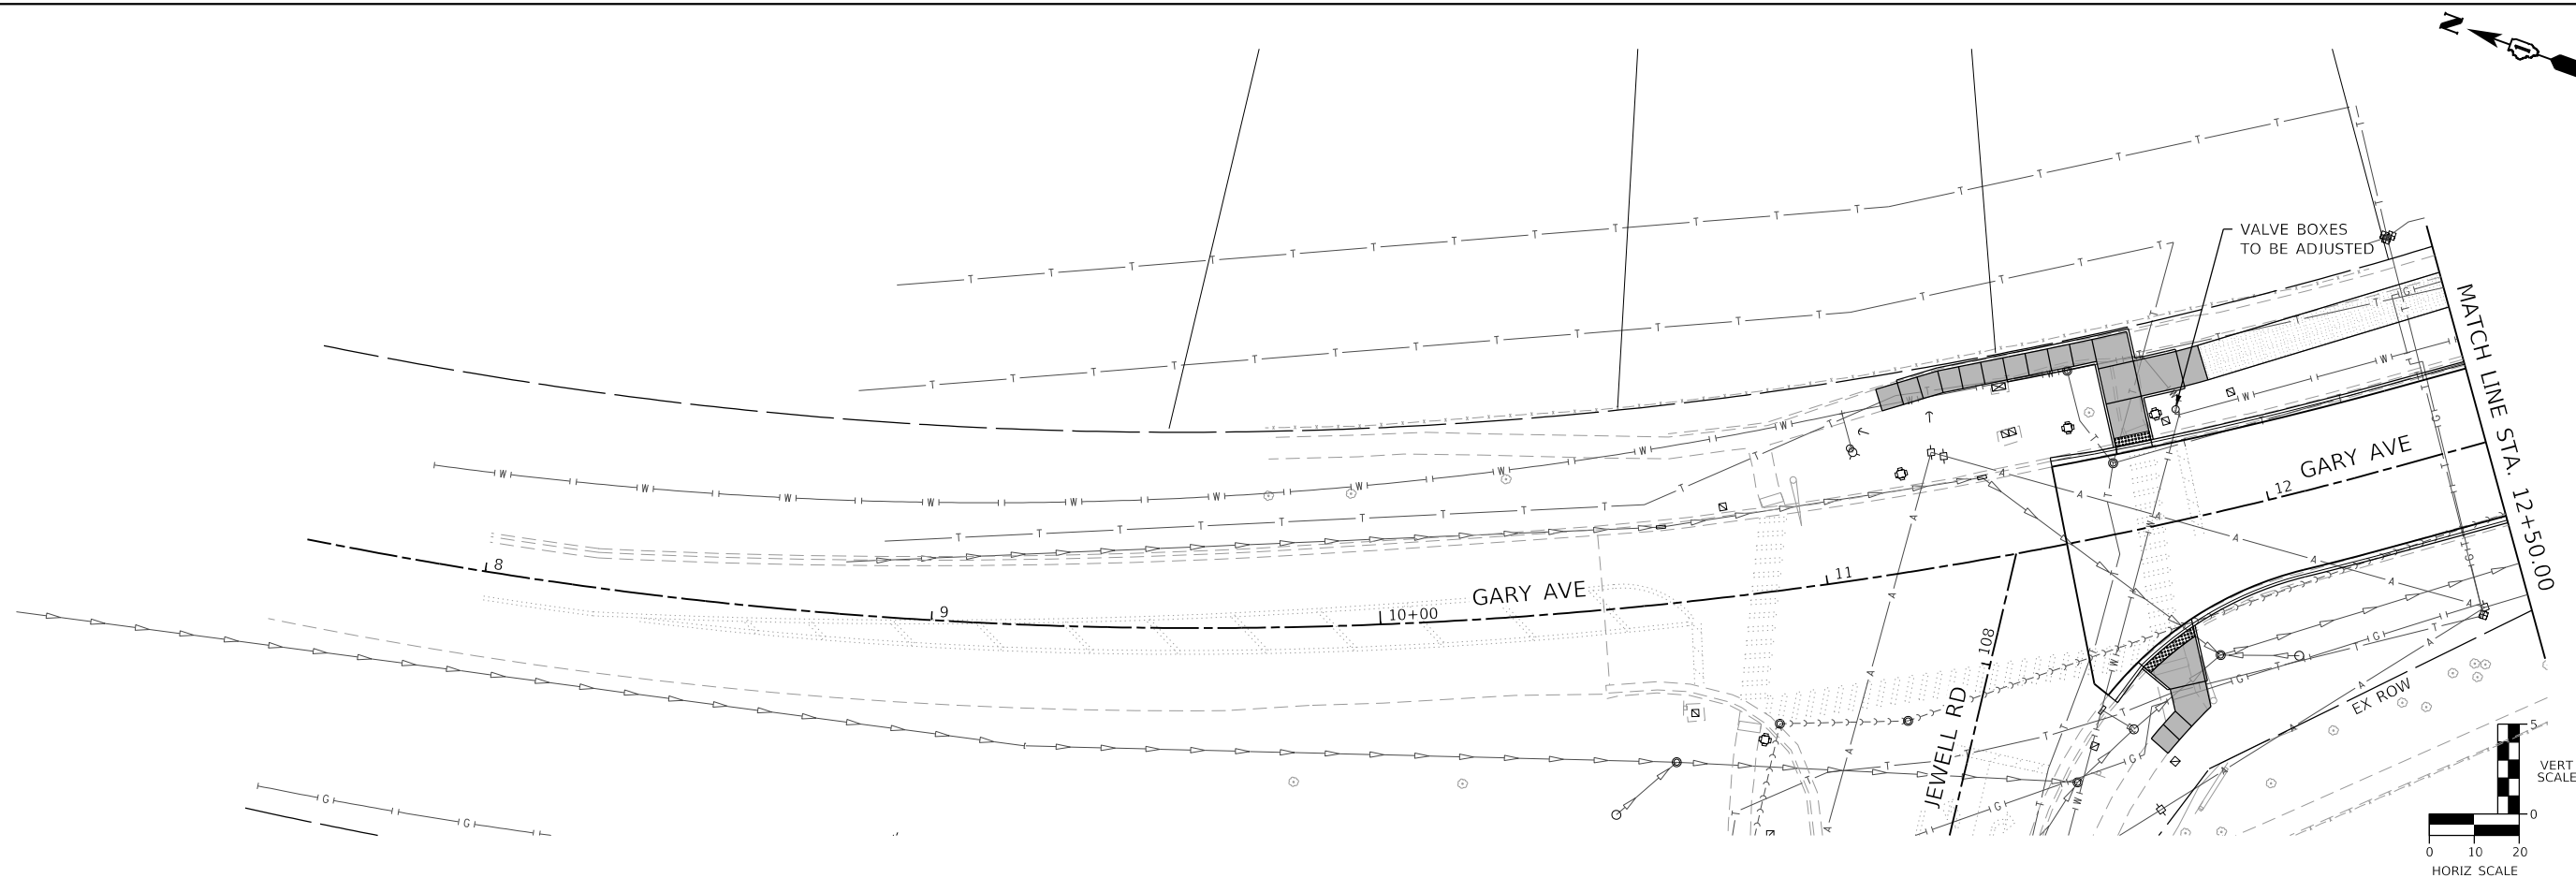 N
VALVE BOXES
TO BE ADJUSTED
MATCH LINE STA. 12+50.00
GARY AVE
12
11
GARY AVE
10+00
9
8
108
JEWELL RD
EX ROW
5
VERT
SCALE
0
0 10 20
HORIZ SCALE